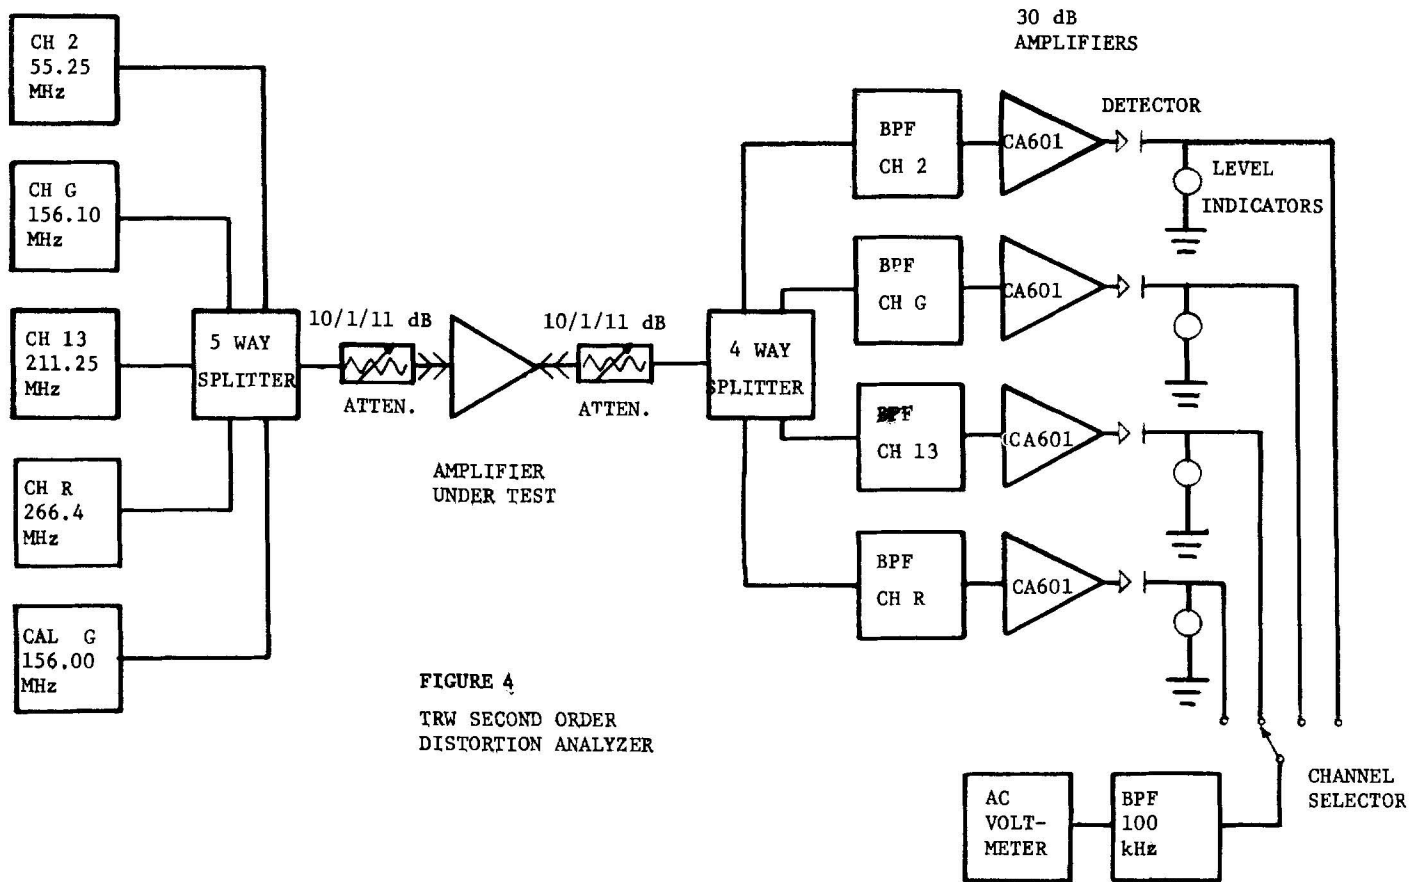 30 dB
AMPLIFIERS
CH 2
55.25
MHz
CH G
156.10
MHz
CH 13
211.25
MHz
CH R
266.4
MHz
CAL G
156.00
MHz
5 WAY
SPLITTER
10/1/11 dB
ATTEN.
AMPLIFIER
UNDER TEST
10/1/11 dB
ATTEN.
4 WAY
SPLITTER
BPF
CH 2
CA601
DETECTOR
LEVEL
INDICATORS
BPF
CH G
CA601
BPF
CH 13
CA601
BPF
CH R
CA601
FIGURE 4
TRW SECOND ORDER
DISTORTION ANALYZER
AC
VOLT-
METER
BPF
100
kHz
CHANNEL
SELECTOR